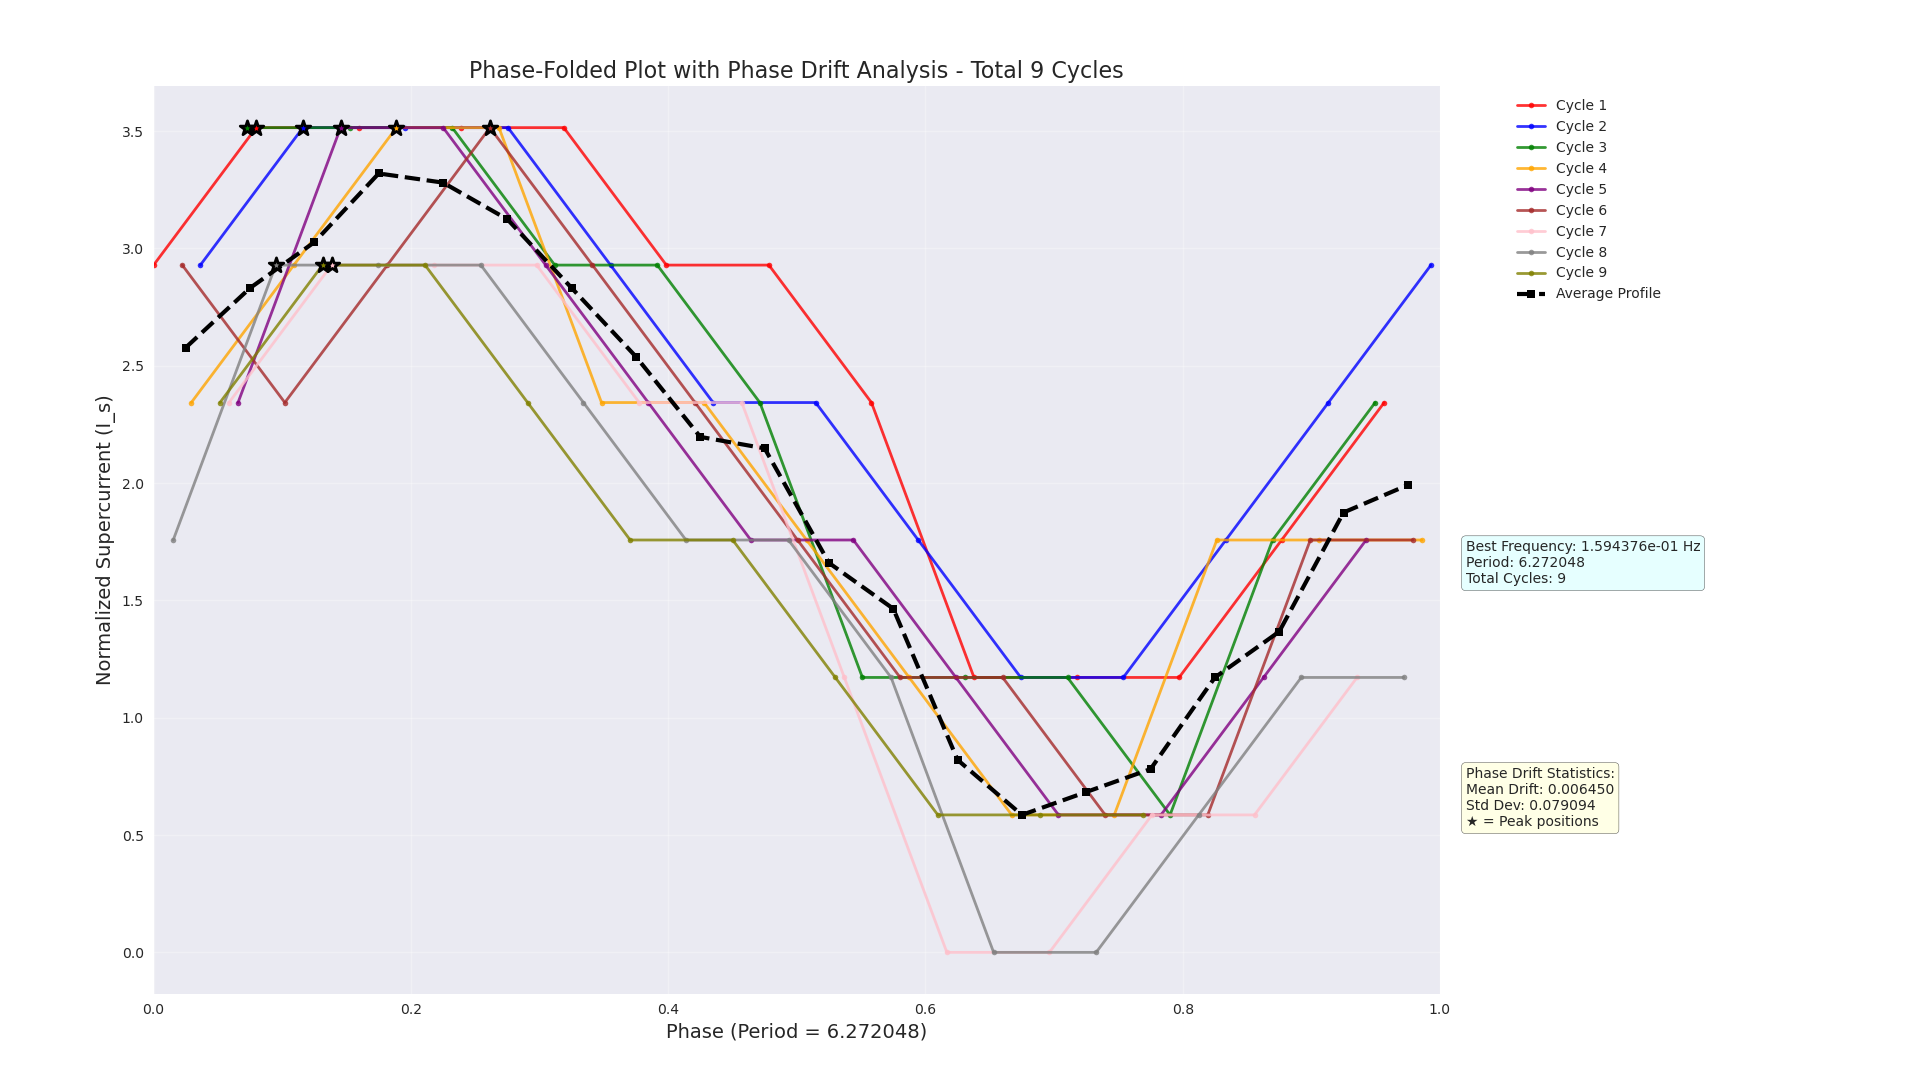 Phase-Folded Plot with Phase Drift Analysis - Total 9 Cycles
Normalized Supercurrent (I_s)
3.5
3.0
2.5
2.0
1.5
1.0
0.5
0.0
0.0
0.2
0.4
0.6
0.8
1.0
Phase (Period = 6.272048)
Cycle 1
Cycle 2
Cycle 3
Cycle 4
Cycle 5
Cycle 6
Cycle 7
Cycle 8
Cycle 9
Average Profile
Best Frequency: 1.594376e-01 Hz
Period: 6.272048
Total Cycles: 9
Phase Drift Statistics:
Mean Drift: 0.006450
Std Dev: 0.079094
★ = Peak positions